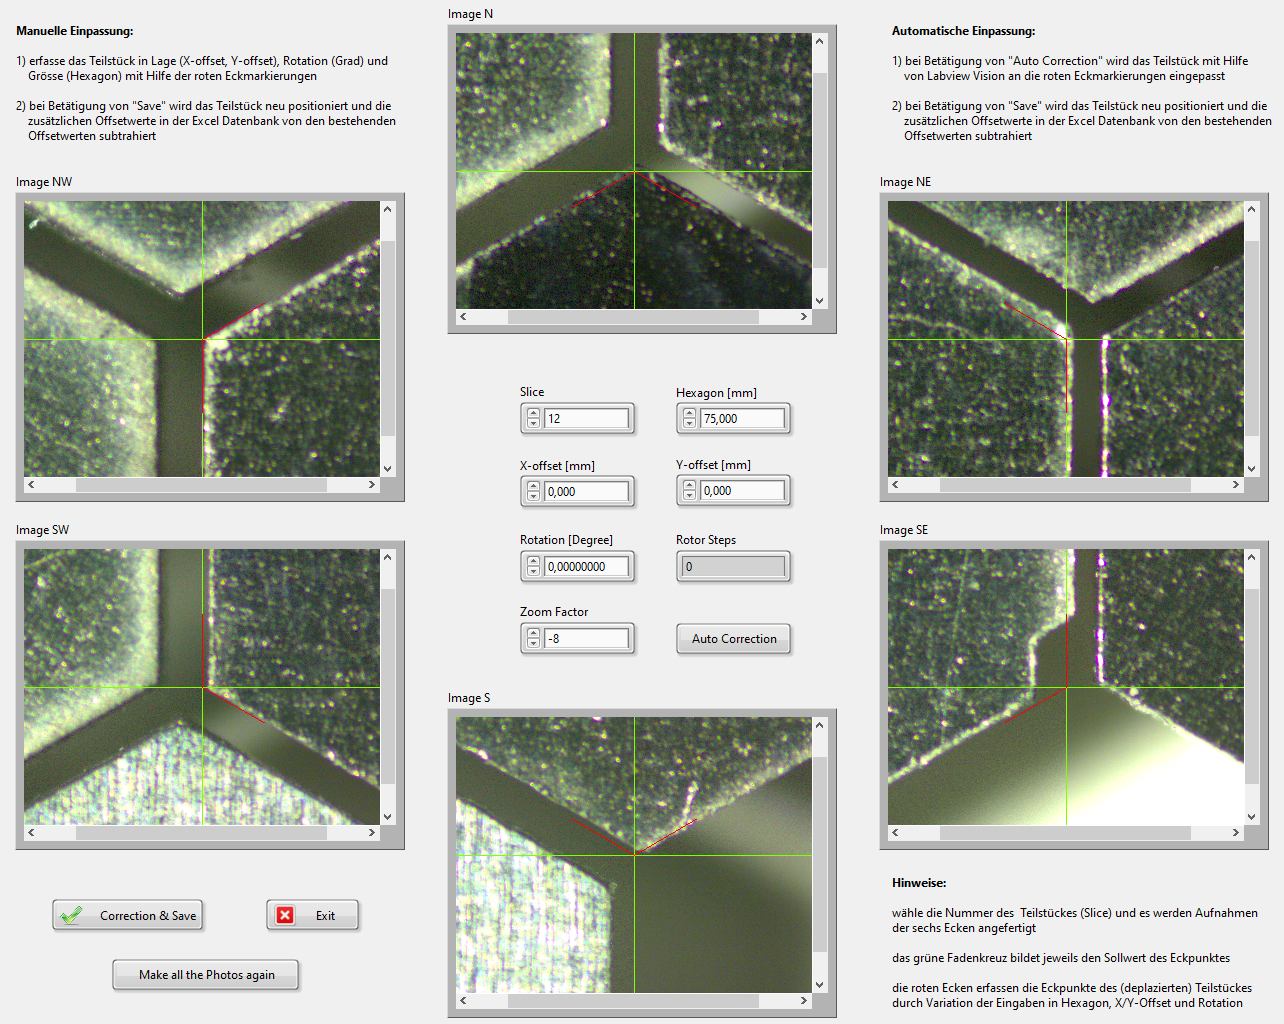 Manuelle Einpassung:
1) erfasse das Teilstück in Lage (X-offset, Y-offset), Rotation (Grad) und
Grösse (Hexagon) mit Hilfe der roten Eckmarkierungen
2) bei Betätigung von "Save" wird das Teilstück neu positioniert und die
zusätzlichen Offsetwerte in der Excel Datenbank von den bestehenden
Offsetwerten subtrahiert
Image N
Automatische Einpassung:
1) bei Betätigung von "Auto Correction" wird das Teilstück mit Hilfe
von Labview Vision an die roten Eckmarkierungen eingepasst
2) bei Betätigung von "Save" wird das Teilstück neu positioniert und die
zusätzlichen Offsetwerte in der Excel Datenbank von den bestehenden
Offsetwerten subtrahiert
Image NW
Image NE
Slice
12
Hexagon [mm]
75,000
X-offset [mm]
0,000
Y-offset [mm]
0,000
Rotation [Degree]
0,00000000
Rotor Steps
0
Zoom Factor
-8
Auto Correction
Image SW
Image SE
Image S
Correction & Save
Exit
Make all the Photos again
Hinweise:
wähle die Nummer des  Teilstückes (Slice) und es werden Aufnahmen
der sechs Ecken angefertigt
das grüne Fadenkreuz bildet jeweils den Sollwert des Eckpunktes
die roten Ecken erfassen die Eckpunkte des (deplazierten) Teilstückes
durch Variation der Eingaben in Hexagon, X/Y-Offset und Rotation